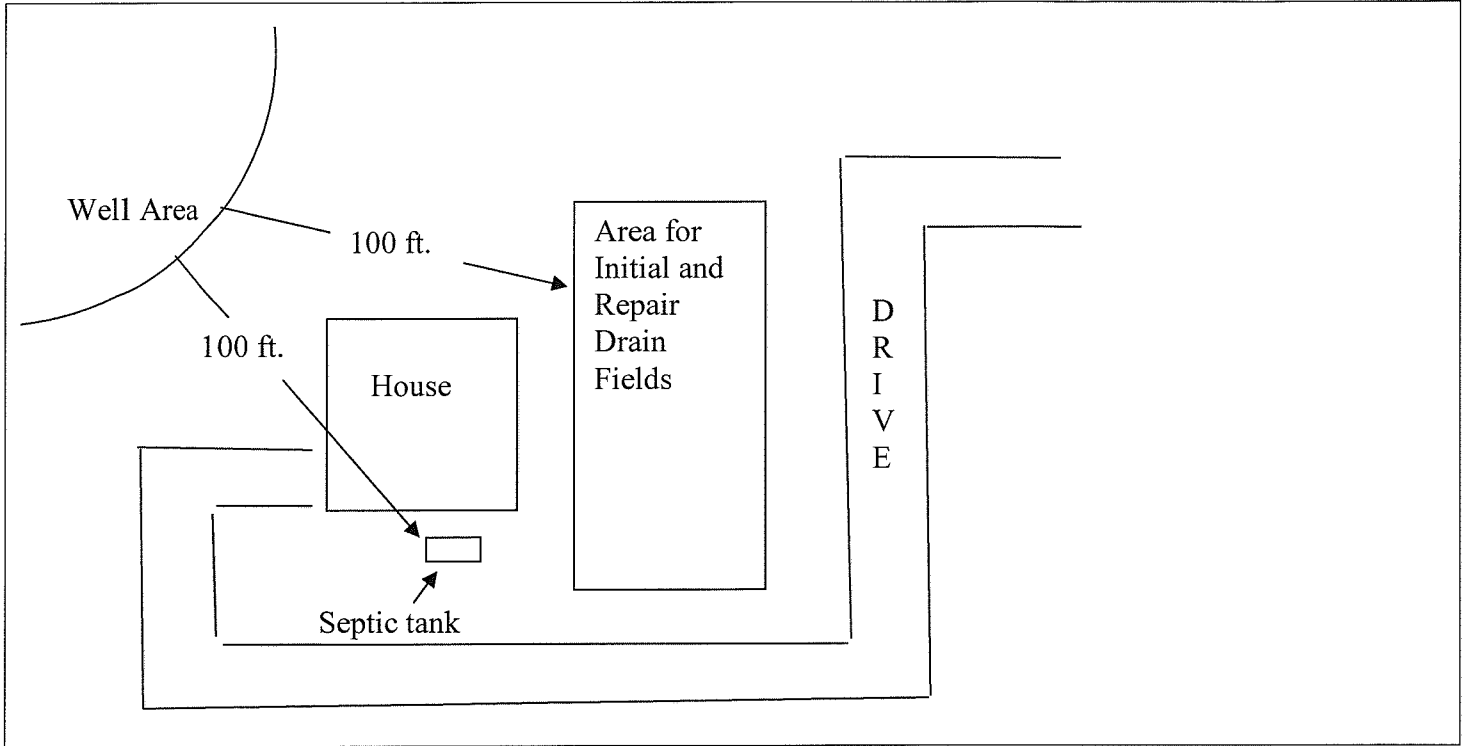 Well Area
100 ft.
100 ft.
House
Area for
Initial and
Repair
Drain
Fields
D
R
I
V
E
Septic tank